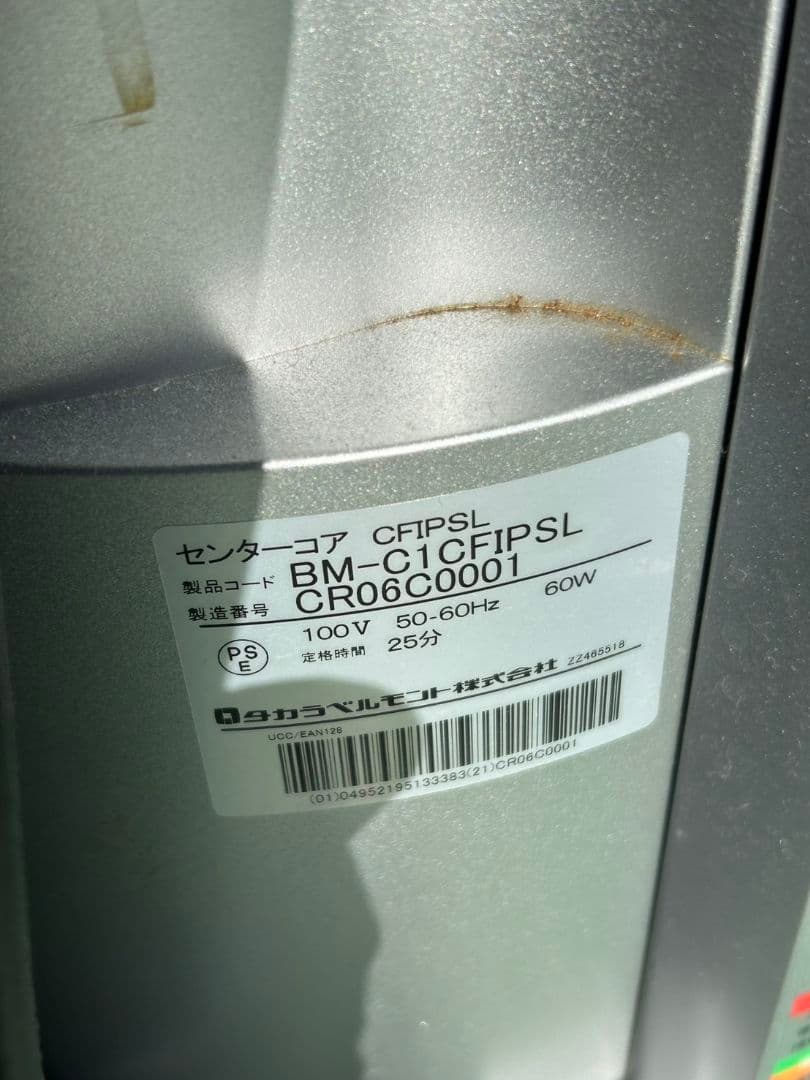 センターコア CFIPSL
製品コード BM-C1CFIPSL
製造番号 CR06C0001
PSE 100V 50-60Hz 60W
定格時間 25分
タカラベルモント株式会社 ZZ465518
UCC/EAN128
(01)04952195133383(21)CR06C0001